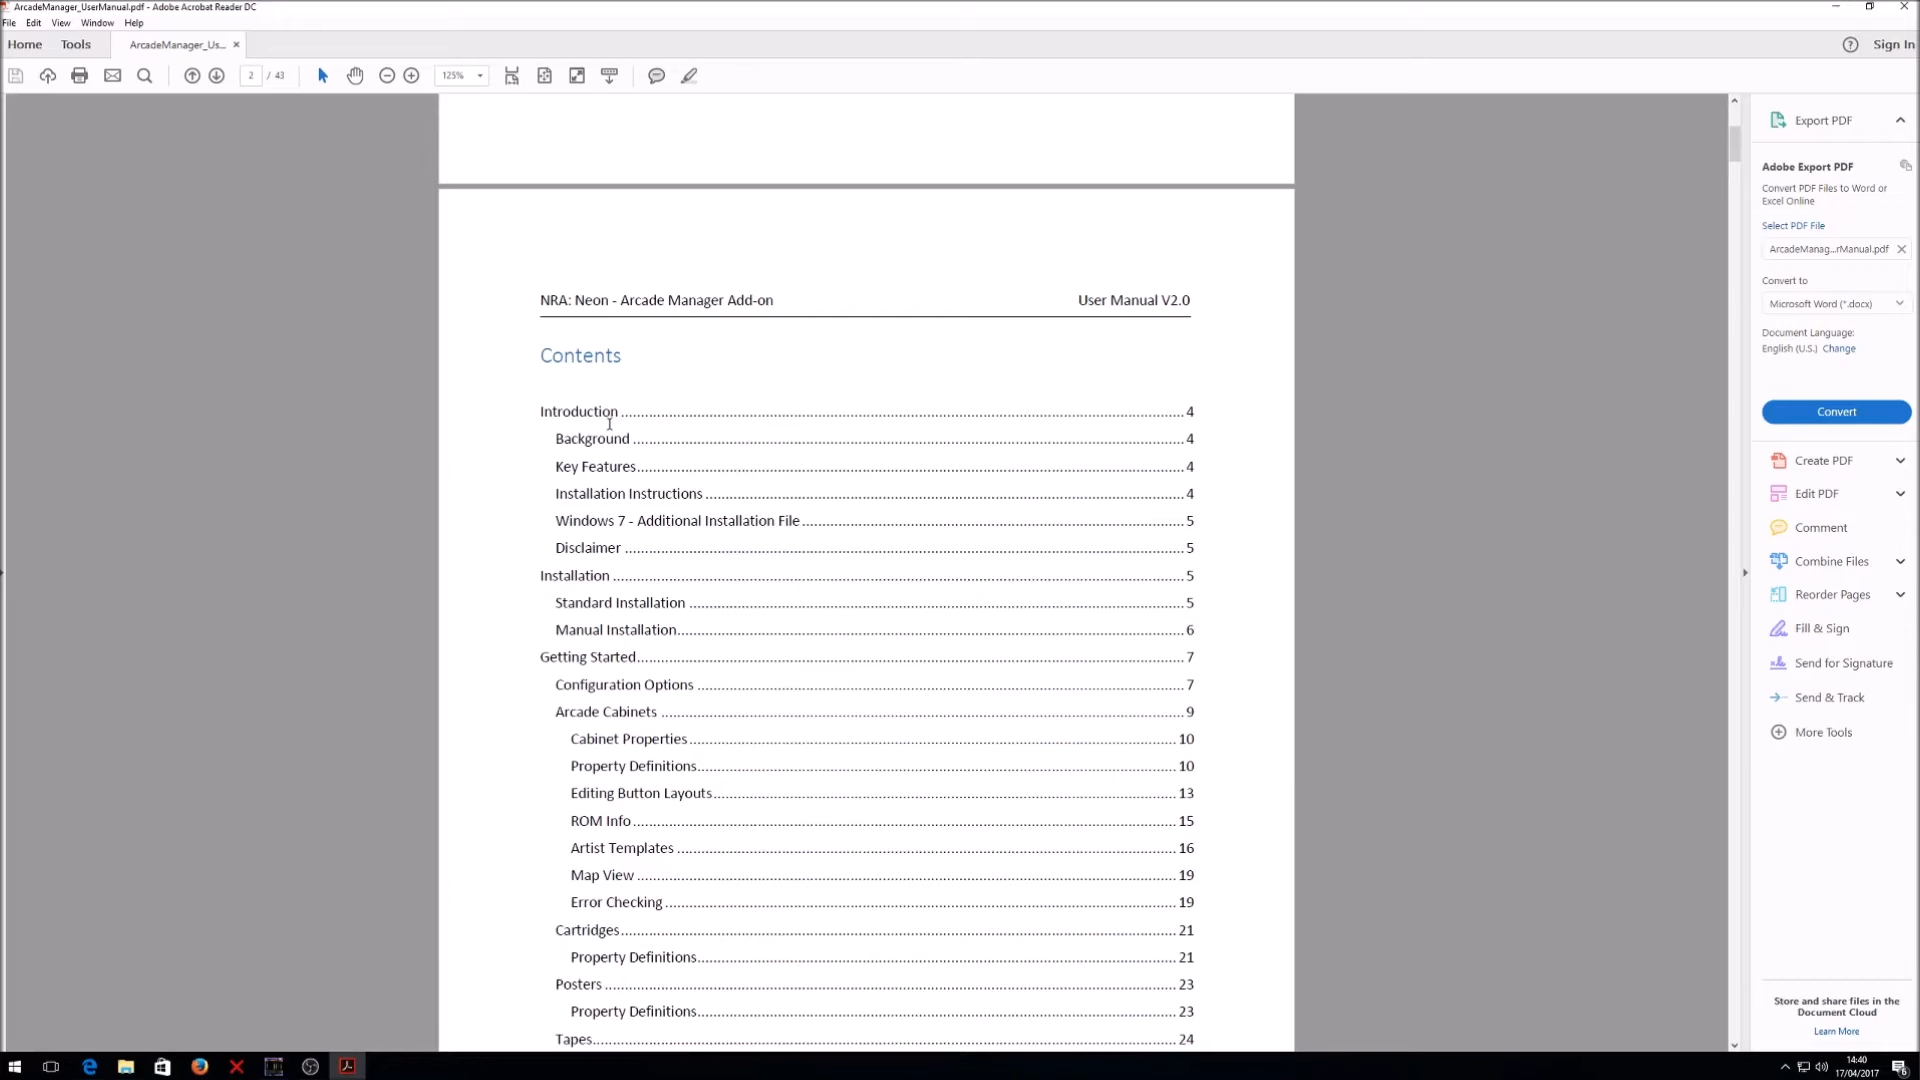 ArcadeManager_UserManual.pdf - Adobe Acrobat Reader DC
File Edit View Window Help
Home Tools ArcadeManager_Us... Sign In
2 / 43 125%
Export PDF
Adobe Export PDF
Convert PDF Files to Word or
Excel Online
Select PDF File
ArcadeManag...rManual.pdf
Convert to
Microsoft Word (*.docx)
Document Language:
English (U.S.) Change
Convert
Create PDF
Edit PDF
Comment
Combine Files
Reorder Pages
Fill & Sign
Send for Signature
Send & Track
More Tools
Store and share files in the
Document Cloud
Learn More
NRA: Neon - Arcade Manager Add-on User Manual V2.0
Contents
Introduction 4
Background 4
Key Features 4
Installation Instructions 4
Windows 7 - Additional Installation File 5
Disclaimer 5
Installation 5
Standard Installation 5
Manual Installation 6
Getting Started 7
Configuration Options 7
Arcade Cabinets 9
Cabinet Properties 10
Property Definitions 10
Editing Button Layouts 13
ROM Info 15
Artist Templates 16
Map View 19
Error Checking 19
Cartridges 21
Property Definitions 21
Posters 23
Property Definitions 23
Tapes 24
14:40
17/04/2017